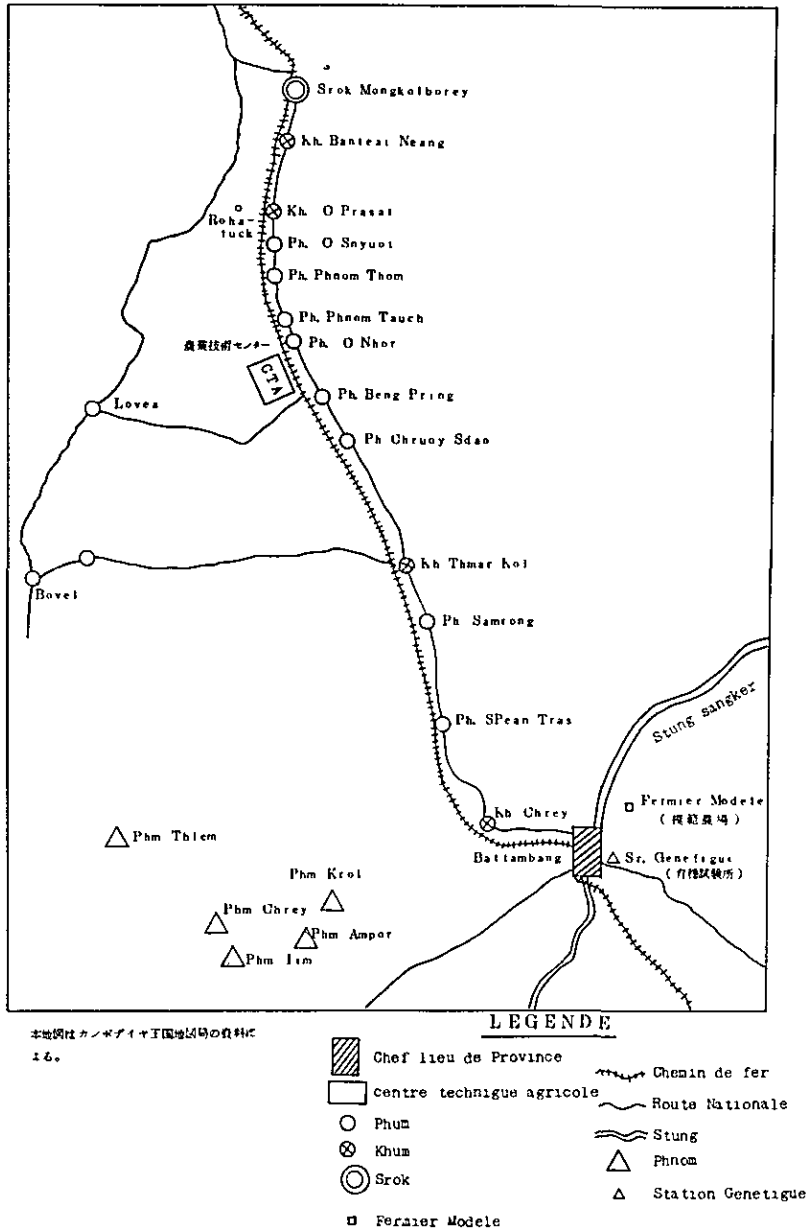 Srok Mongkolborey
Kh. Banteai Neang
Kh. O Prasat
Roha-
tuck
Ph. O Snyuot
Ph. Phnom Thom
Ph. Phnom Tauch
農業技術センター
Ph. O Nhor
CTA
Ph. Beng Pring
Lovea
Ph Chruoy Sdao
Kh Thmar Kol
Bovel
Ph Samrong
Stung sangker
Ph. SPean Tras
Fermier Modele
(模範農場)
Kh Chrey
Phm Thiem
Battambang
Sr. Genetigue
(育種試験所)
Phm Krol
Phm Chrey
Phm Ampor
Phm
本地図はカンボディヤ王国地図局の資料に
よる。
LEGENDE
Chef lieu de Province
centre technigue agricole
Phum
Khum
Srok
Fermier Modele
Chemin de fer
Route Nationale
Stung
Phnom
Station Genetigue